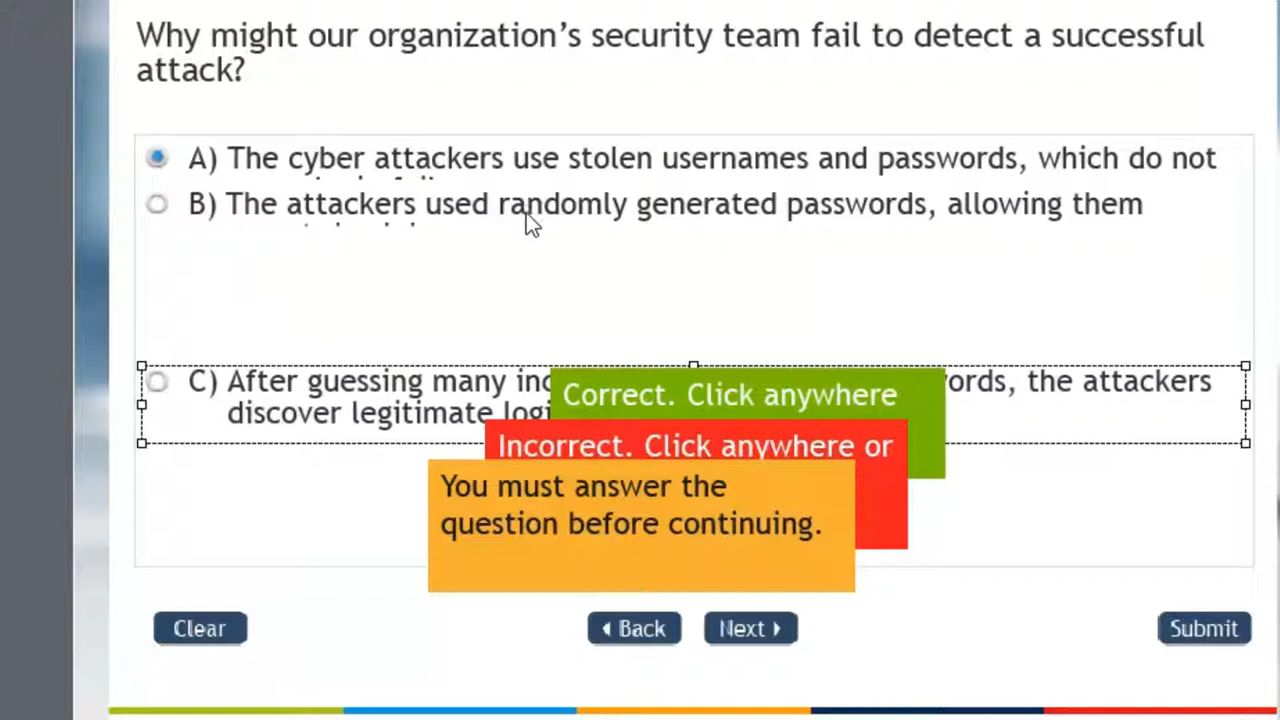 Why might our organization's security team fail to detect a successful
attack?
A) The cyber attackers use stolen usernames and passwords, which do not
B) The attackers used randomly generated passwords, allowing them
C) After guessing many
the attackers
discover legitimate
Correct. Click anywhere
Incorrect. Click anywhere or
You must answer the
question before continuing.
Clear
Back
Next
Submit